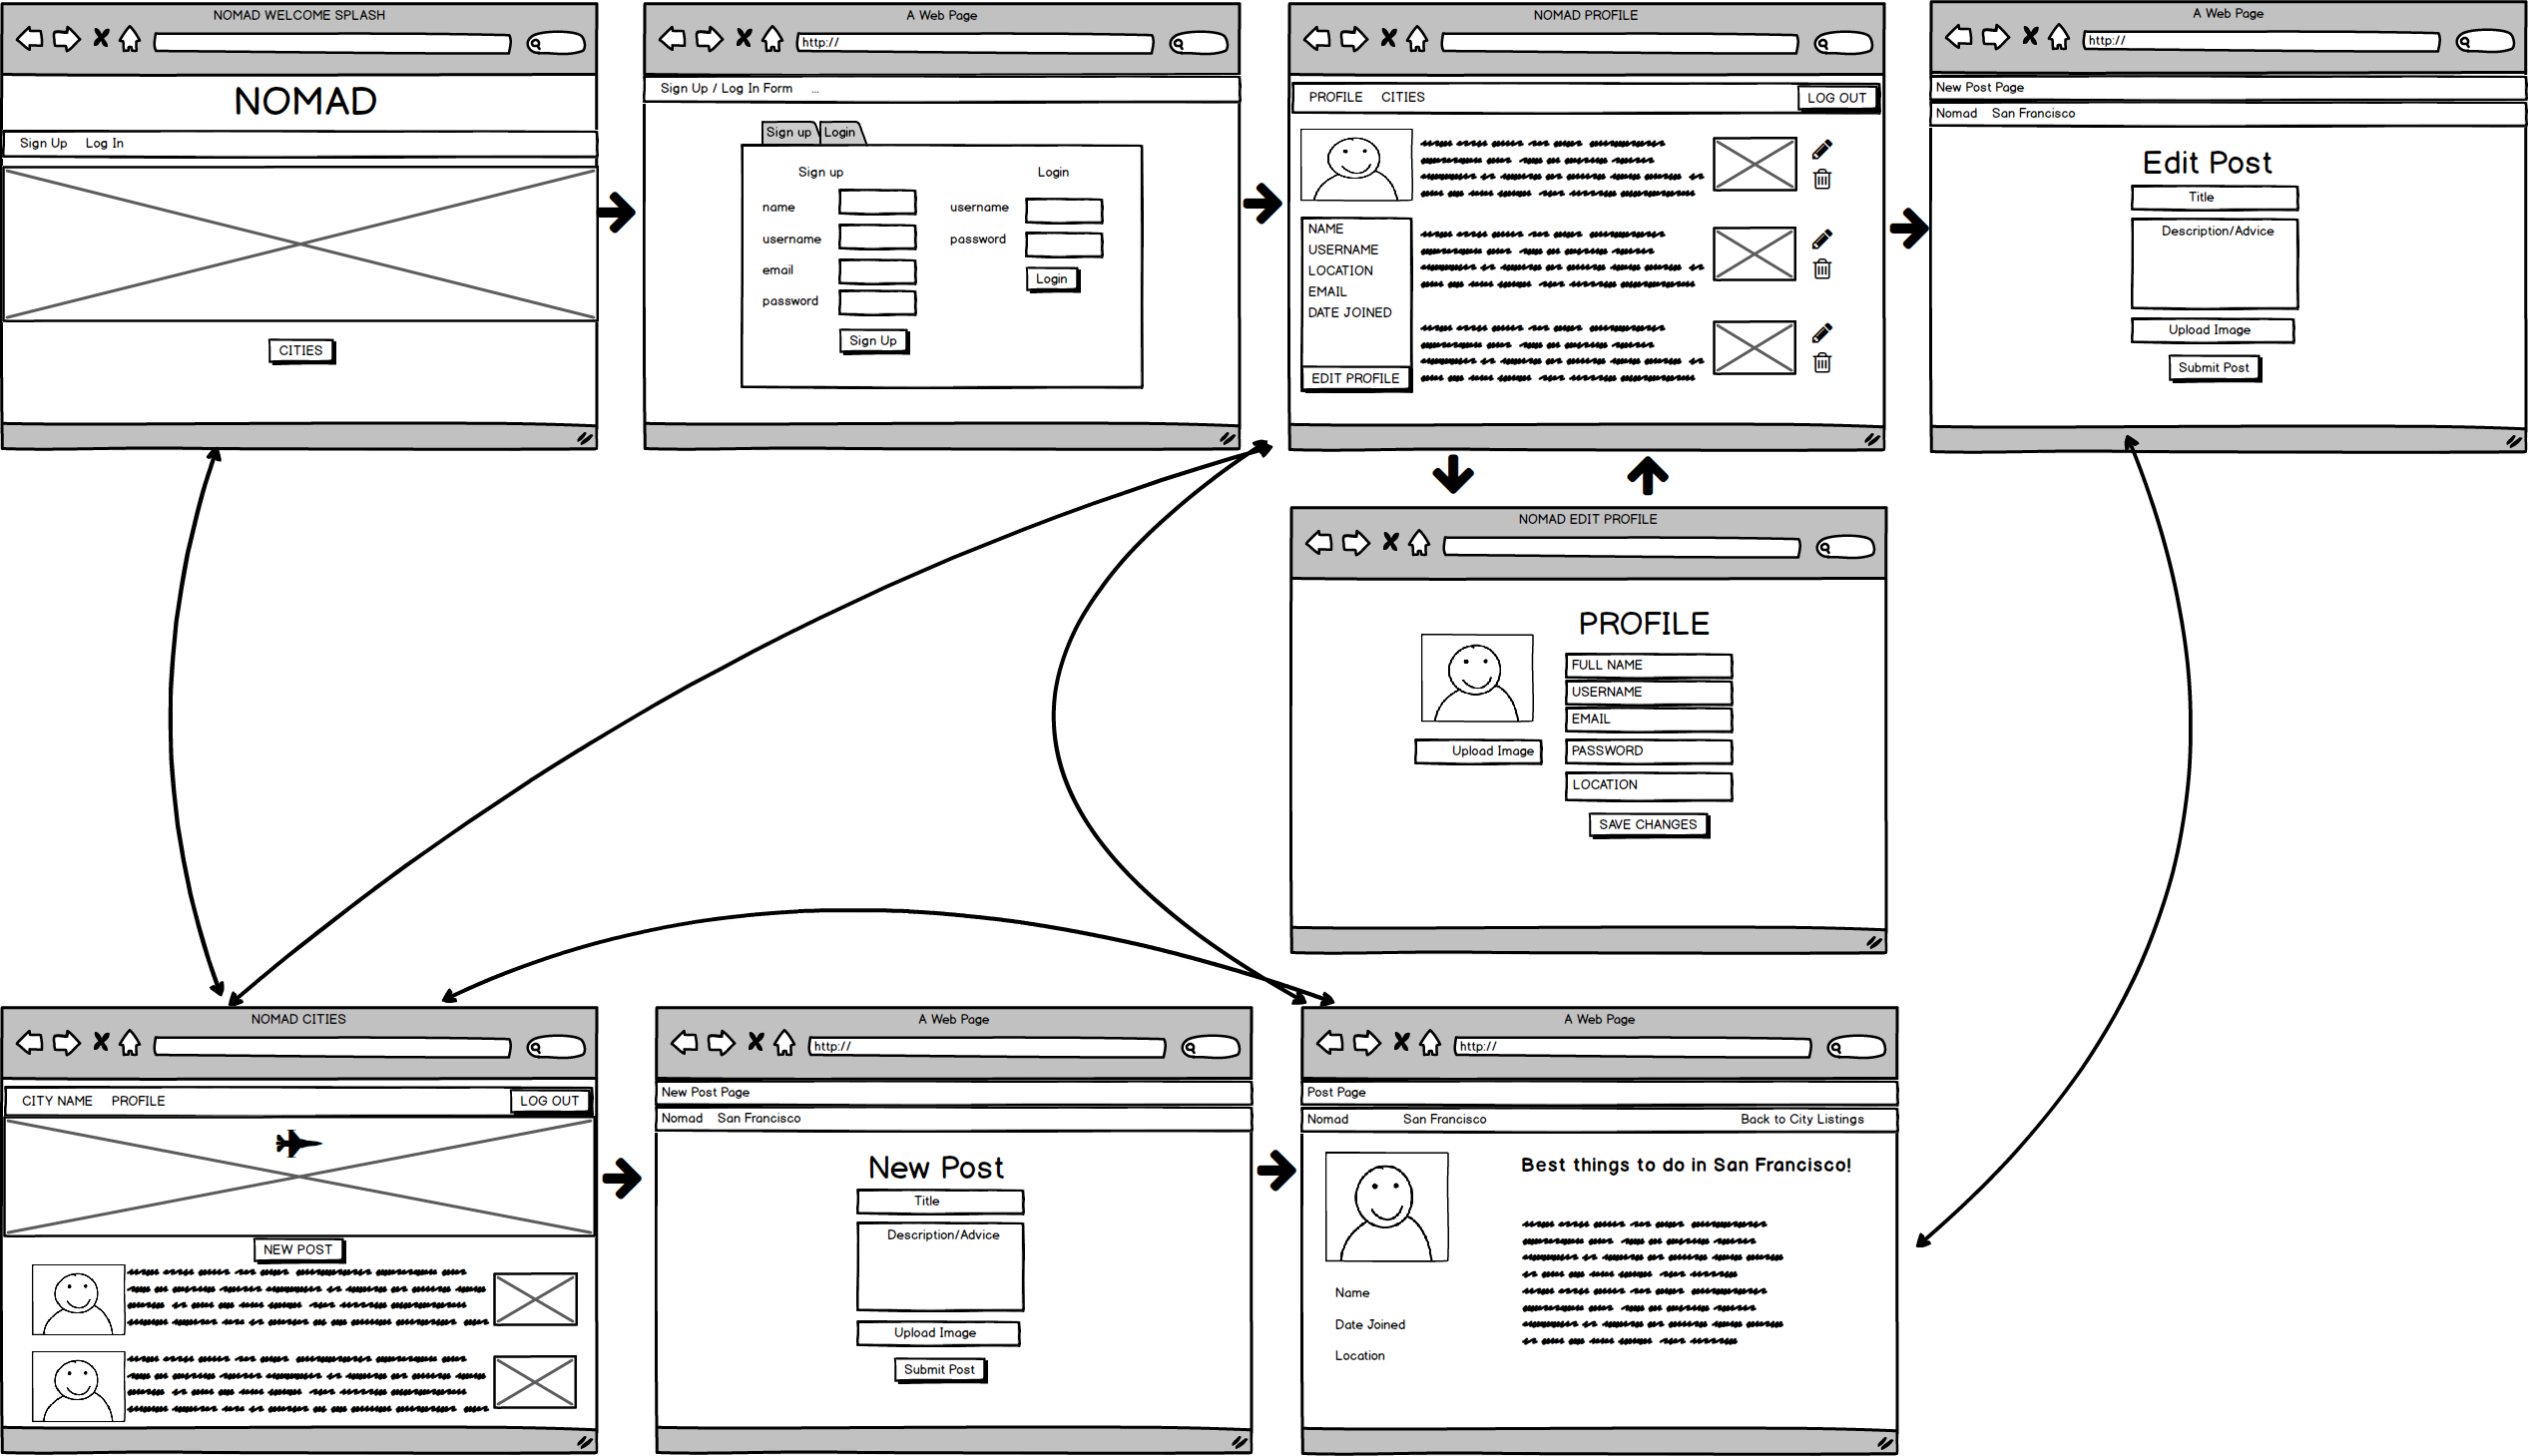 NOMAD WELCOME SPLASH
NOMAD
Sign Up Log In
CITIES
A Web Page
http://
Sign Up / Log In Form ...
Sign up Login
Sign up Login
name
username
email
password
Sign Up
username
password
Login
NOMAD PROFILE
PROFILE CITIES LOG OUT
NAME
USERNAME
LOCATION
EMAIL
DATE JOINED
EDIT PROFILE
A Web Page
http://
New Post Page
Nomad San Francisco
Edit Post
Title
Description/Advice
Upload Image
Submit Post
NOMAD EDIT PROFILE
PROFILE
Upload Image
FULL NAME
USERNAME
EMAIL
PASSWORD
LOCATION
SAVE CHANGES
NOMAD CITIES
CITY NAME PROFILE LOG OUT
NEW POST
A Web Page
http://
New Post Page
Nomad San Francisco
New Post
Title
Description/Advice
Upload Image
Submit Post
A Web Page
http://
Post Page
Nomad San Francisco Back to City Listings
Best things to do in San Francisco!
Name
Date Joined
Location